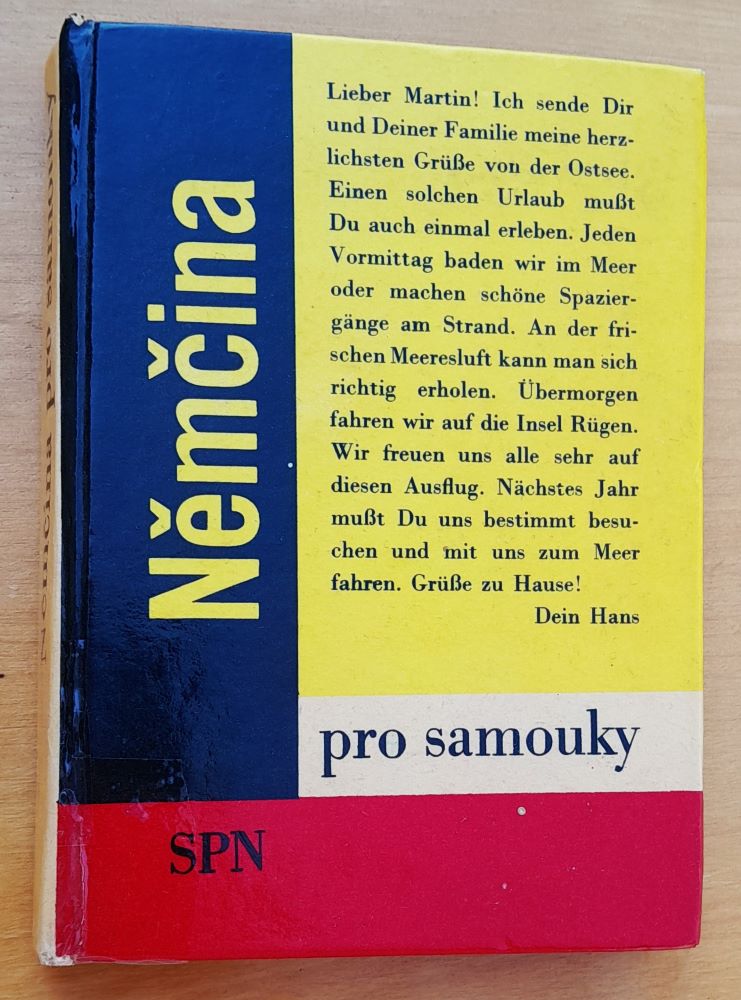 Němčina pro samouky
Němčina
Lieber Martin! Ich sende Dir
und Deiner Familie meine herz-
lichsten Grüße von der Ostsee.
Einen solchen Urlaub mußt
Du auch einmal erleben. Jeden
Vormittag baden wir im Meer
oder machen schöne Spazier-
gänge am Strand. An der fri-
schen Meeresluft kann man sich
richtig erholen. Übermorgen
fahren wir auf die Insel Rügen.
Wir freuen uns alle sehr auf
diesen Ausflug. Nächstes Jahr
mußt Du uns bestimmt besu-
chen und mit uns zum Meer
fahren. Grüße zu Hause!
Dein Hans
pro samouky
SPN